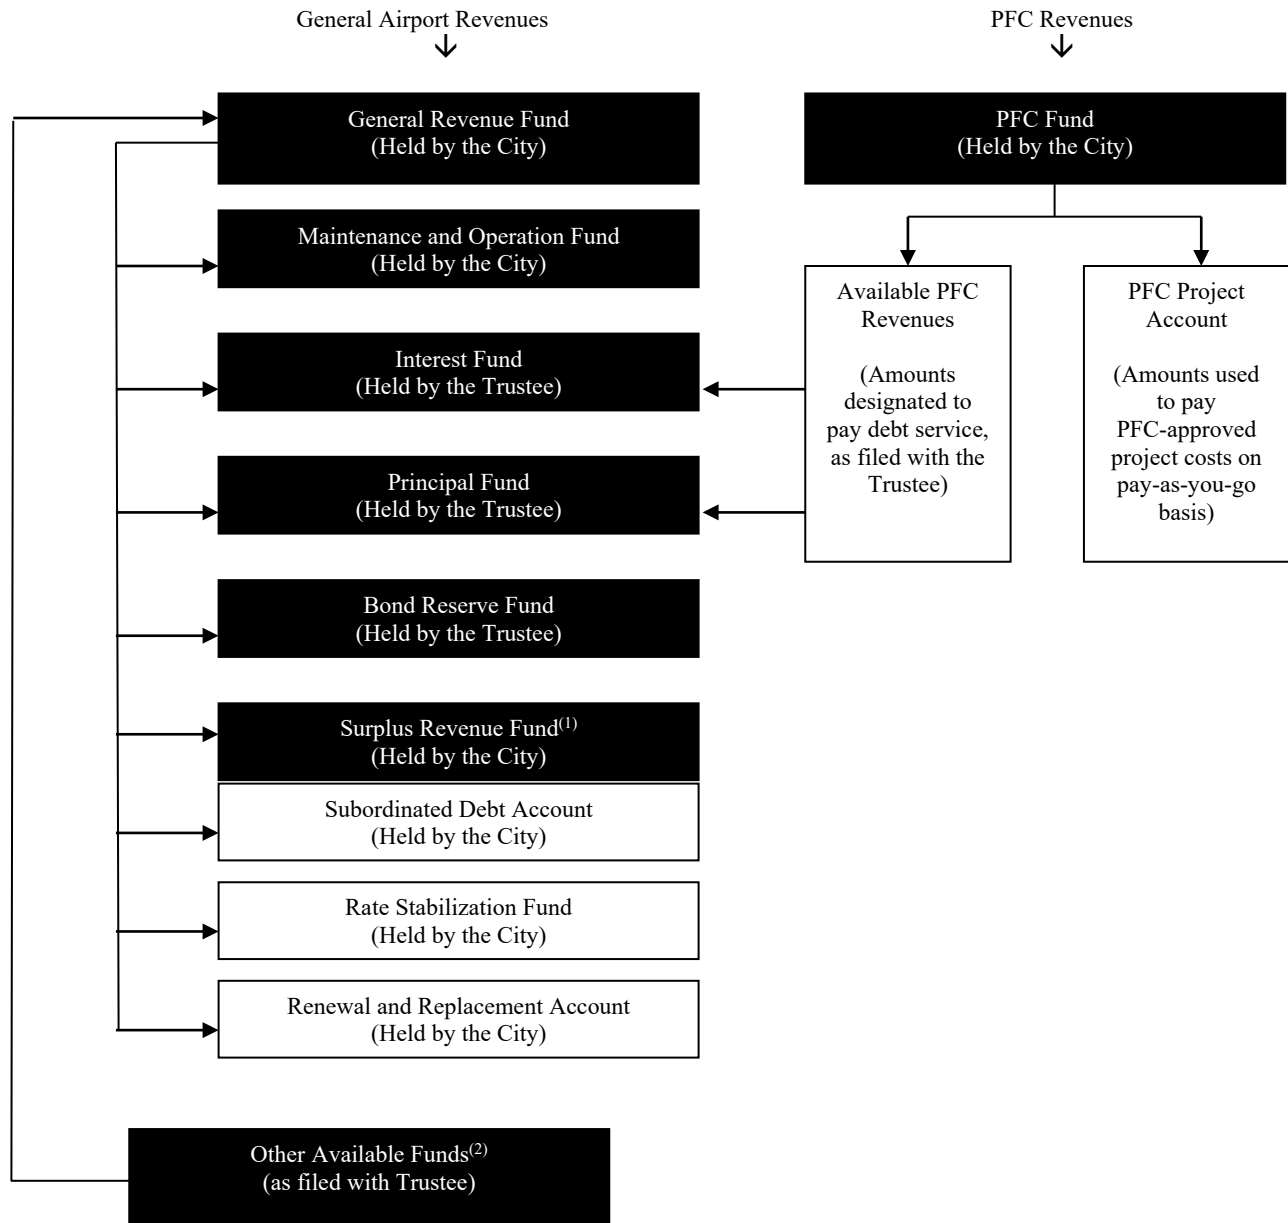 General Airport Revenues
PFC Revenues
General Revenue Fund
(Held by the City)
PFC Fund
(Held by the City)
Maintenance and Operation Fund
(Held by the City)
Available PFC
Revenues
(Amounts
designated to
pay debt service,
as filed with the
Trustee)
PFC Project
Account
(Amounts used
to pay
PFC-approved
project costs on
pay-as-you-go
basis)
Interest Fund
(Held by the Trustee)
Principal Fund
(Held by the Trustee)
Bond Reserve Fund
(Held by the Trustee)
Surplus Revenue Fund(1)
(Held by the City)
Subordinated Debt Account
(Held by the City)
Rate Stabilization Fund
(Held by the City)
Renewal and Replacement Account
(Held by the City)
Other Available Funds(2)
(as filed with Trustee)